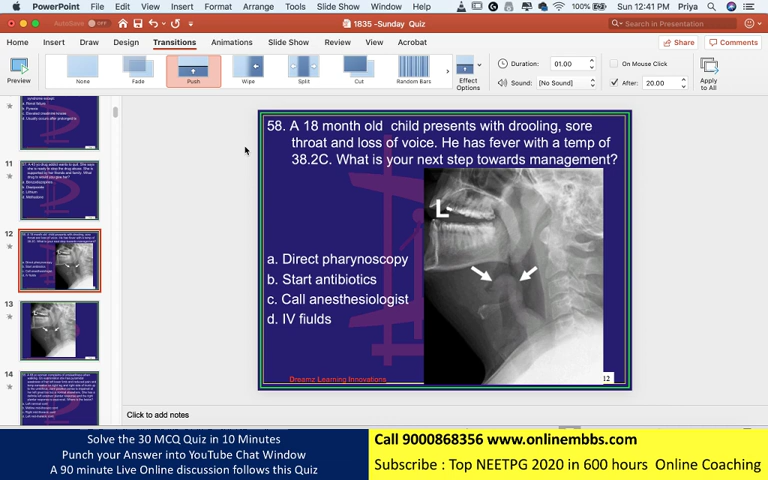 PowerPoint File Edit View Insert Format Arrange Tools Slide Show Window Help 100% Sun 12:41 PM Priya
AutoSave OFF 1835 -Sunday Quiz Search in Presentation
Home Insert Draw Design Transitions Animations Slide Show Review View Acrobat Share Comments
Preview None Fade Push Wipe Split Cut Random Bars Effect Options
Duration: 01.00 On Mouse Click
Sound: [No Sound] After: 20.00
Apply To All
11
12
13
14
58. A 18 month old child presents with drooling, sore
throat and loss of voice. He has fever with a temp of
38.2C. What is your next step towards management?
L
a. Direct pharynoscopy
b. Start antibiotics
c. Call anesthesiologist
d. IV fiulds
Dreamz Learning Innovations
12
Click to add notes
Solve the 30 MCQ Quiz in 10 Minutes
Punch your Answer into YouTube Chat Window
A 90 minute Live Online discussion follows this Quiz
Call 9000868356 www.onlinembbs.com
Subscribe : Top NEETPG 2020 in 600 hours Online Coaching